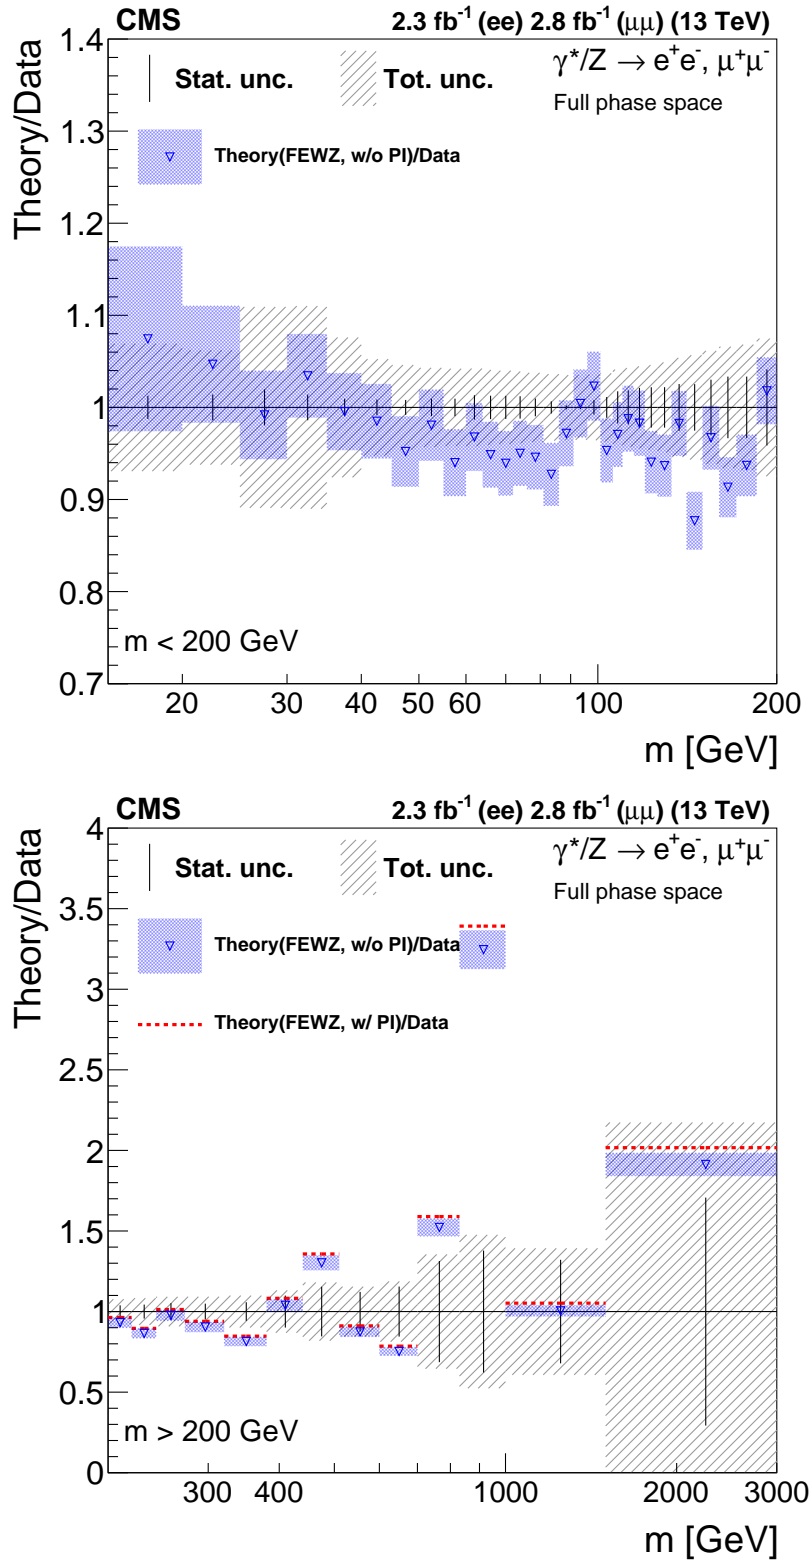 CMS 2.3 fb⁻¹ (ee) 2.8 fb⁻¹ (μμ) (13 TeV)
Theory/Data
1.4
1.3
1.2
1.1
1
0.9
0.8
0.7
Stat. unc. Tot. unc. γ*/Z → e⁺e⁻, μ⁺μ⁻
Full phase space
Theory(FEWZ, w/o PI)/Data
m < 200 GeV
20 30 40 50 60 100 200
m [GeV]
CMS 2.3 fb⁻¹ (ee) 2.8 fb⁻¹ (μμ) (13 TeV)
Theory/Data
4
3.5
3
2.5
2
1.5
1
0.5
0
Stat. unc. Tot. unc. γ*/Z → e⁺e⁻, μ⁺μ⁻
Full phase space
Theory(FEWZ, w/o PI)/Data
Theory(FEWZ, w/ PI)/Data
m > 200 GeV
300 400 1000 2000 3000
m [GeV]